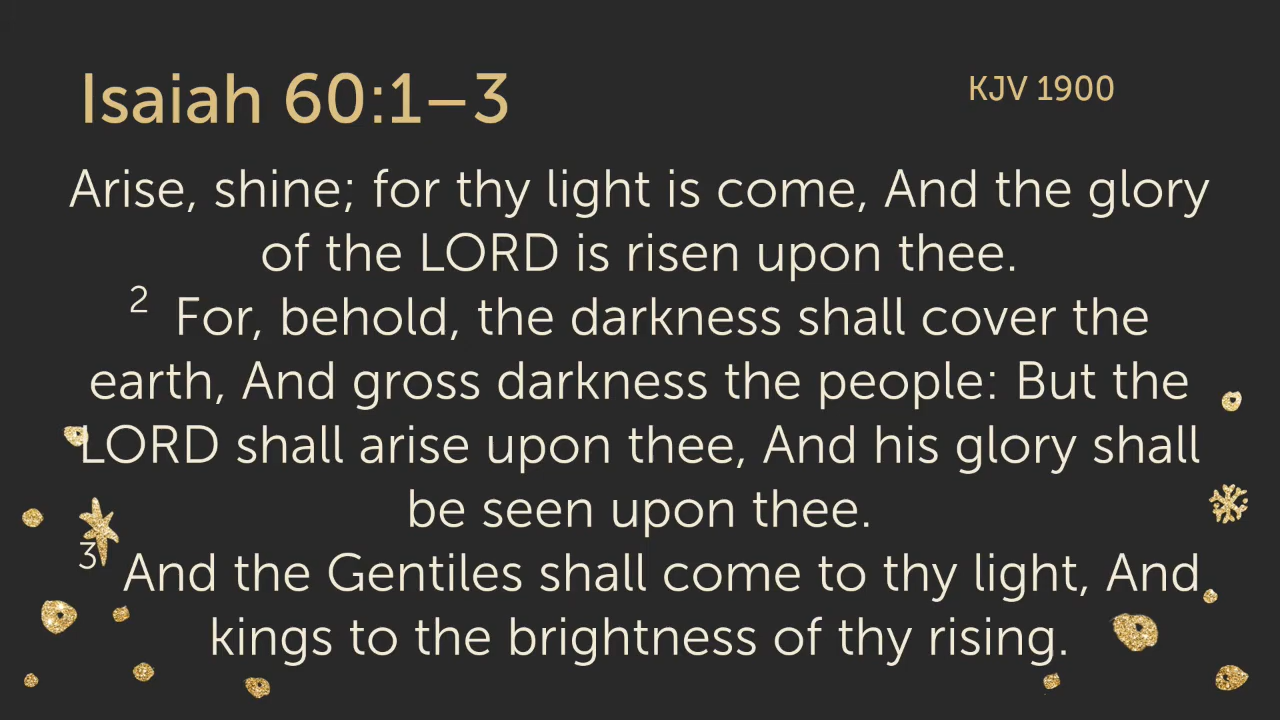 Isaiah 60:1–3
KJV 1900
Arise, shine; for thy light is come, And the glory
of the LORD is risen upon thee.
2 For, behold, the darkness shall cover the
earth, And gross darkness the people: But the
LORD shall arise upon thee, And his glory shall
be seen upon thee.
3 And the Gentiles shall come to thy light, And
kings to the brightness of thy rising.